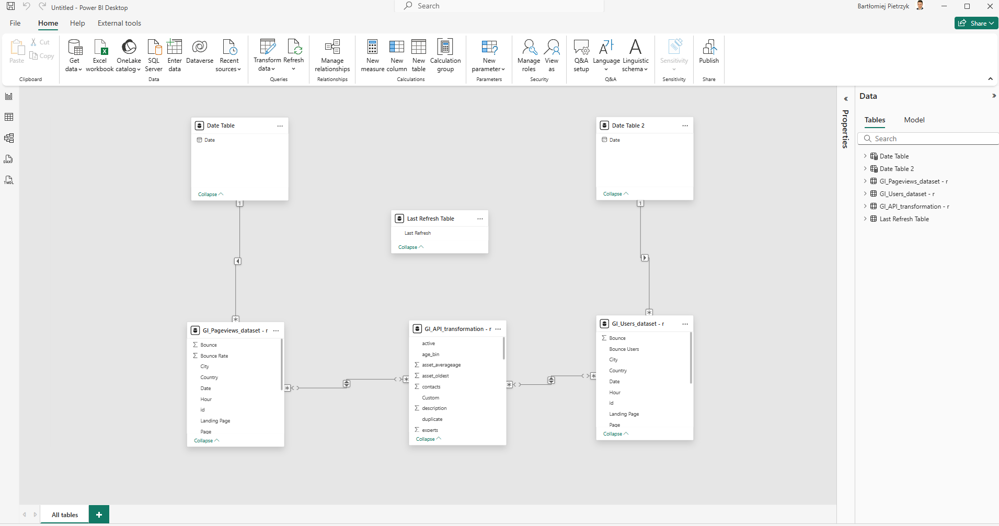 Untitled - Power BI Desktop
Search
Bartłomiej Pietrzyk
File Home Help External tools
Share
Paste
Cut
Copy
Get data
Excel workbook
OneLake catalog
SQL Server
Enter data
Dataverse
Recent sources
Transform data
Refresh
Manage relationships
New measure
New column
New table
Calculation group
New parameter
Manage roles
View as
Q&A setup
Language
Linguistic schema
Sensitivity
Publish
Clipboard
Data
Queries
Relationships
Calculations
Parameters
Security
Q&A
Sensitivity
Share
DAX
TMDL
Date Table
Date
Collapse
1
Date Table 2
Date
Collapse
1
Last Refresh Table
Last Refresh
Collapse
GI_Pageviews_dataset - r
Bounce
Bounce Rate
City
Country
Date
Hour
id
Landing Page
Page
Collapse
GI_API_transformation - r
active
age_bin
asset_averageage
asset_oldest
contacts
Custom
description
duplicate
experts
Collapse
GI_Users_dataset - r
Bounce
Bounce Users
City
Country
Date
Hour
id
Landing Page
Page
Collapse
Properties
Data
Tables Model
Search
Date Table
Date Table 2
GI_Pageviews_dataset - r
GI_Users_dataset - r
GI_API_transformation - r
Last Refresh Table
All tables